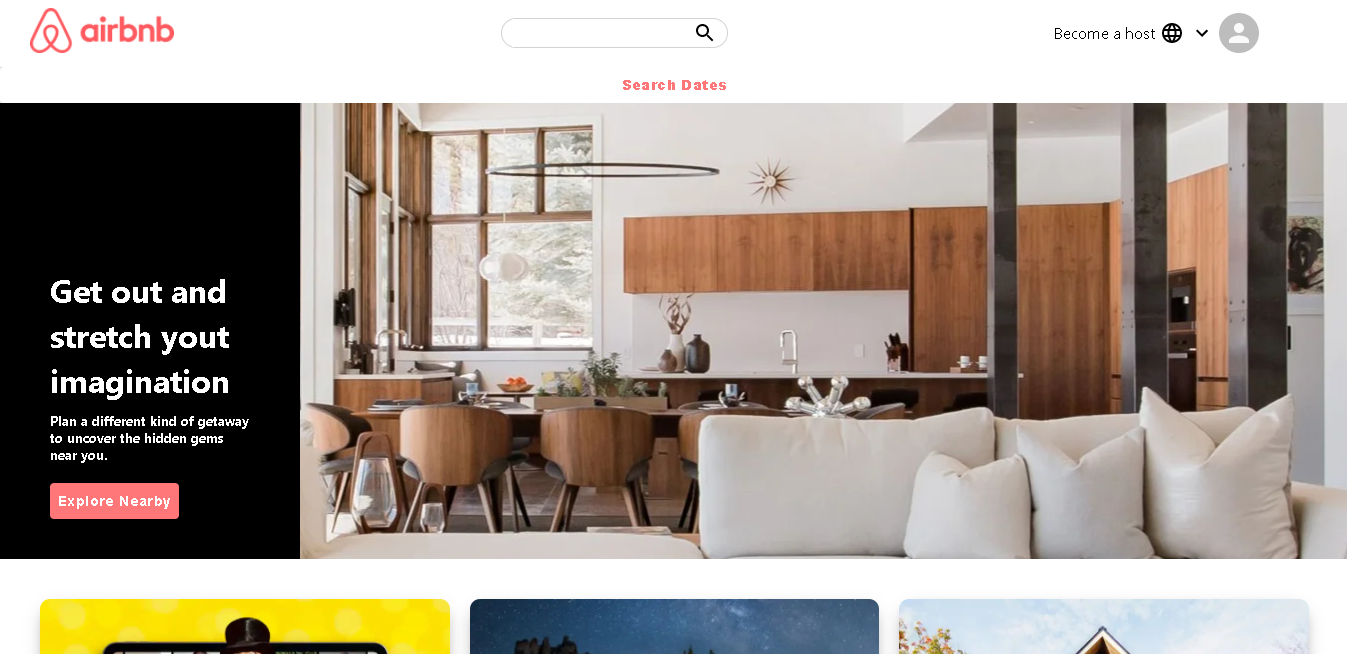 airbnb
Become a host
Search Dates
Get out and
stretch yout
imagination
Plan a different kind of getaway
to uncover the hidden gems
near you.
Explore Nearby